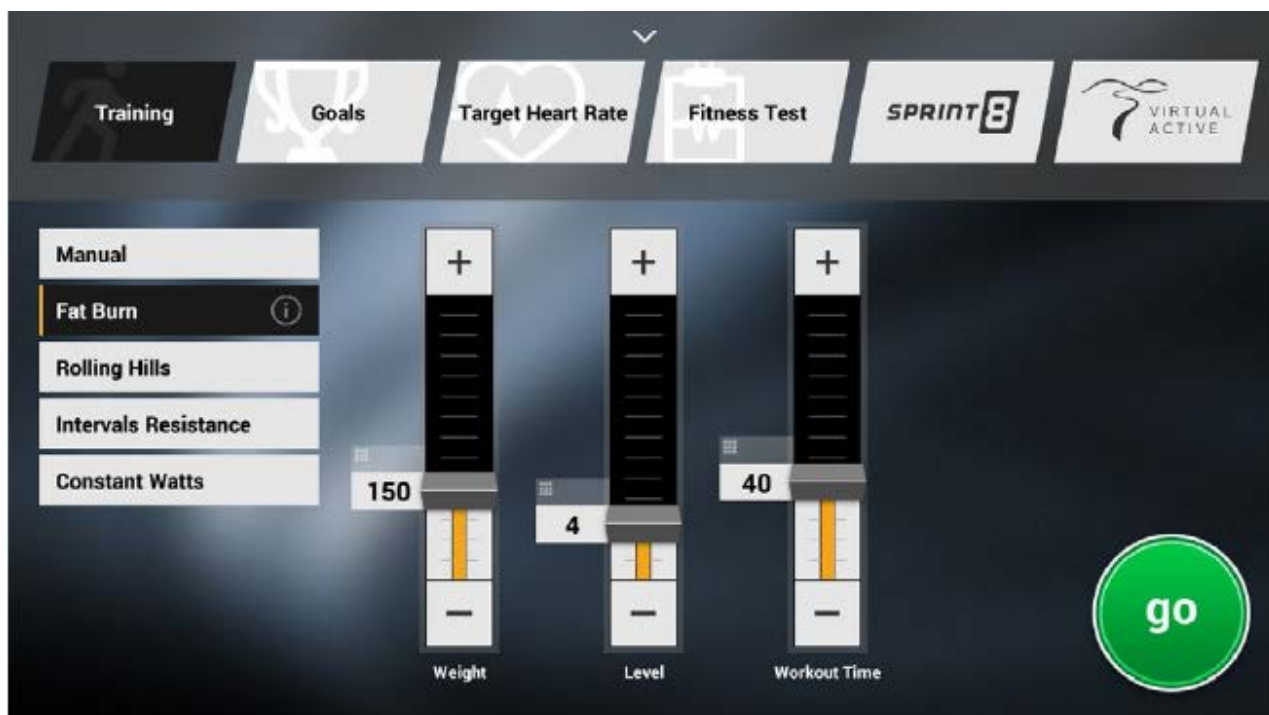 Training
Goals
Target Heart Rate
Fitness Test
SPRINT 8
VIRTUAL
ACTIVE
Manual
Fat Burn
Rolling Hills
Intervals Resistance
Constant Watts
+
+
+
150
4
40
−
−
−
Weight
Level
Workout Time
go